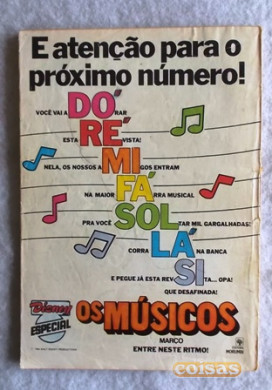 E atenção para o
próximo número!
VOCÊ VAI A DÓ RAR
ESTA RÉ VISTA!
NELA, OS NOSSOS A MI GOS ENTRAM
NA MAIOR FÁ RRA MUSICAL
PRA VOCÊ SOL TAR MIL GARGALHADAS!
CORRA LÁ NA BANCA
E PEGUE JÁ ESTA REV SI TA... OPA!
QUE DESAFINADA!
Disney
ESPECIAL
OS MÚSICOS
MARÇO
ENTRE NESTE RITMO!
coisas